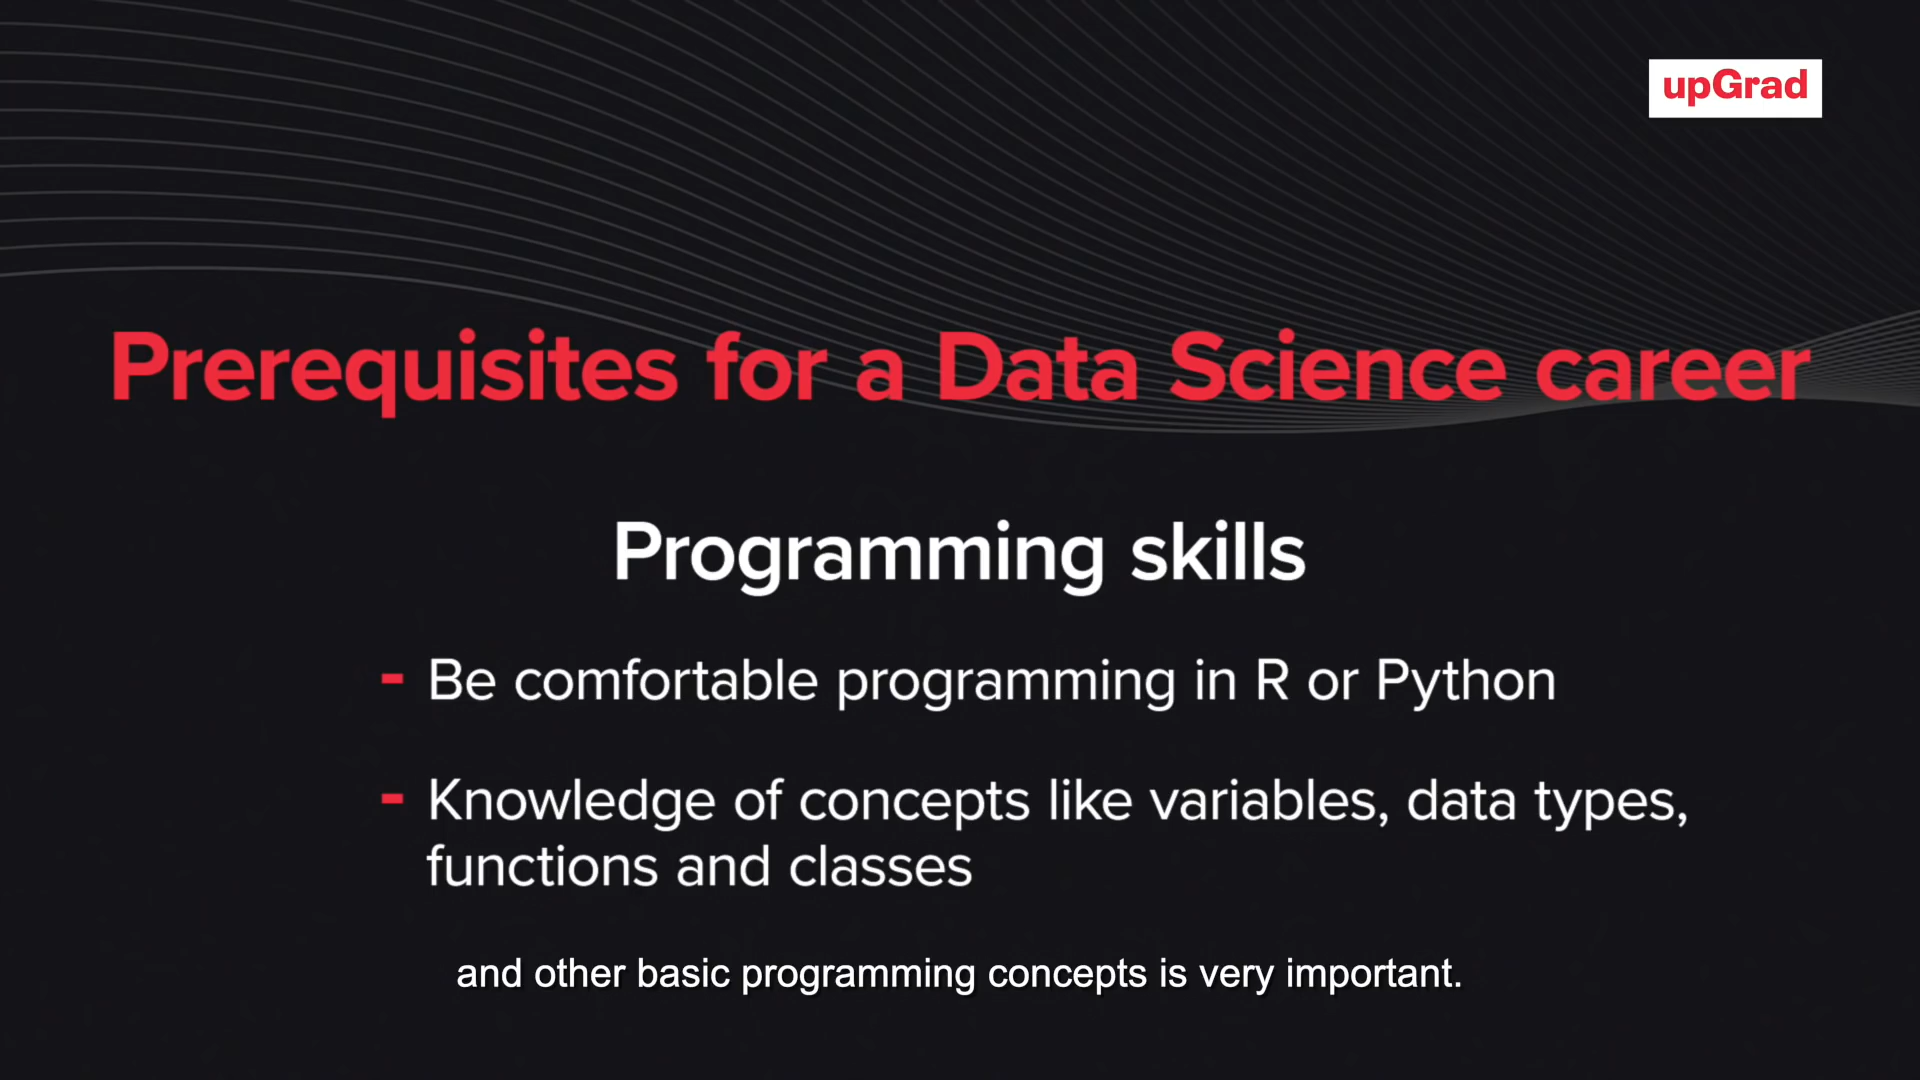 upGrad
Prerequisites for a Data Science career
Programming skills
- Be comfortable programming in R or Python
- Knowledge of concepts like variables, data types,
functions and classes
and other basic programming concepts is very important.